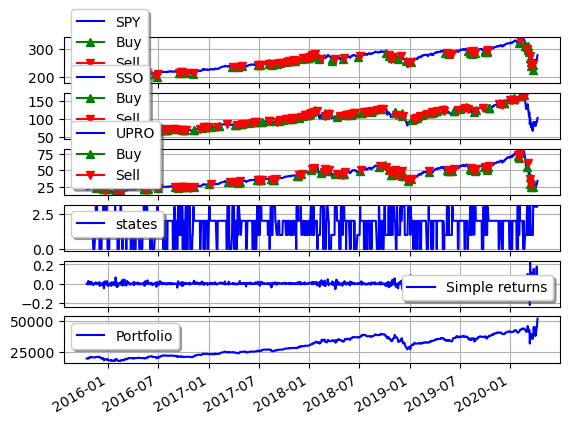 SPY
Buy
Sell
300
200
SSO
Buy
Sell
150
100
50
UPRO
Buy
Sell
75
50
25
states
2.5
0.0
Simple returns
0.2
0.0
−0.2
Portfolio
50000
25000
2016-01
2016-07
2017-01
2017-07
2018-01
2018-07
2019-01
2019-07
2020-01